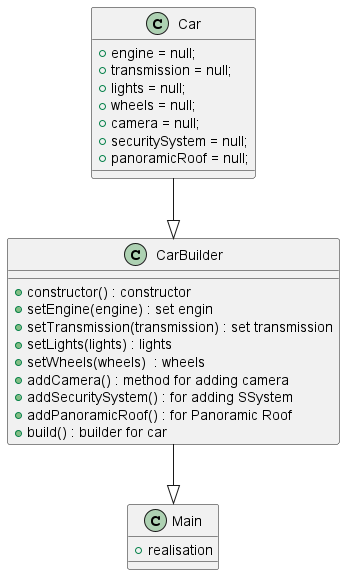 C Car
engine = null;
transmission = null;
lights = null;
wheels = null;
camera = null;
securitySystem = null;
panoramicRoof = null;
C CarBuilder
constructor() : constructor
setEngine(engine) : set engin
setTransmission(transmission) : set transmission
setLights(lights) : lights
setWheels(wheels) : wheels
addCamera() : method for adding camera
addSecuritySystem() : for adding SSystem
addPanoramicRoof() : for Panoramic Roof
build() : builder for car
C Main
realisation